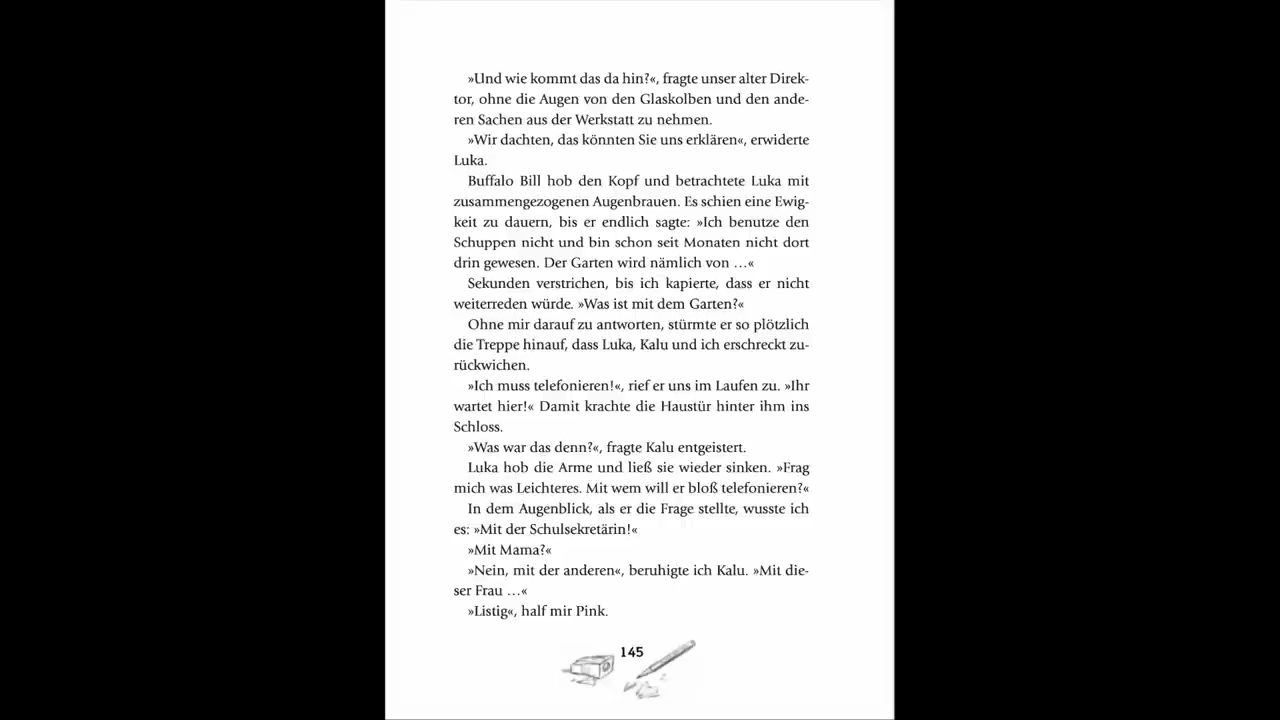 »Und wie kommt das da hin?«, fragte unser alter Direk-
tor, ohne die Augen von den Glaskolben und den ande-
ren Sachen aus der Werkstatt zu nehmen.
»Wir dachten, das könnten Sie uns erklären«, erwiderte
Luka.
Buffalo Bill hob den Kopf und betrachtete Luka mit
zusammengezogenen Augenbrauen. Es schien eine Ewig-
keit zu dauern, bis er endlich sagte: »Ich benutze den
Schuppen nicht und bin schon seit Monaten nicht dort
drin gewesen. Der Garten wird nämlich von …«
Sekunden verstrichen, bis ich kapierte, dass er nicht
weiterreden würde. »Was ist mit dem Garten?«
Ohne mir darauf zu antworten, stürmte er so plötzlich
die Treppe hinauf, dass Luka, Kalu und ich erschreckt zu-
rückwichen.
»Ich muss telefonieren!«, rief er uns im Laufen zu. »Ihr
wartet hier!« Damit krachte die Haustür hinter ihm ins
Schloss.
»Was war das denn?«, fragte Kalu entgeistert.
Luka hob die Arme und ließ sie wieder sinken. »Frag
mich was Leichteres. Mit wem will er bloß telefonieren?«
In dem Augenblick, als er die Frage stellte, wusste ich
es: »Mit der Schulsekretärin!«
»Mit Mama?«
»Nein, mit der anderen«, beruhigte ich Kalu. »Mit die-
ser Frau …«
»Listig«, half mir Pink.
145